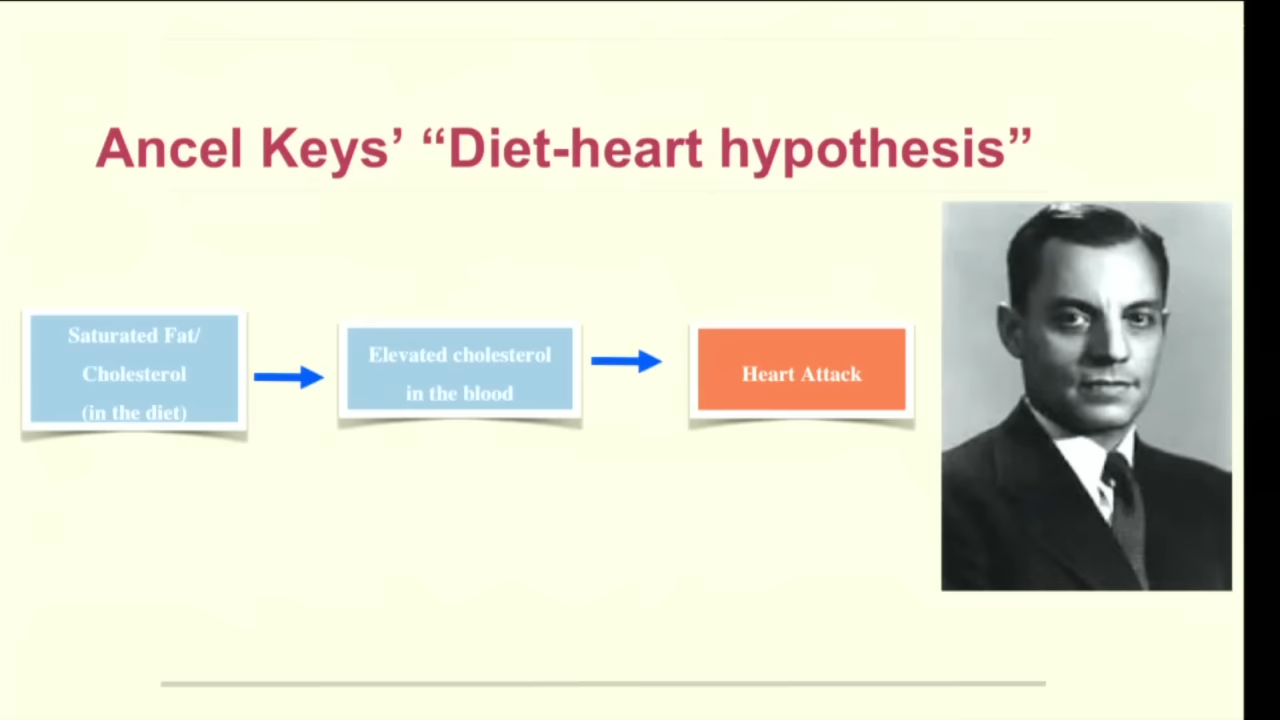 Ancel Keys’ “Diet-heart hypothesis”
Saturated Fat/
Cholesterol
(in the diet)
Elevated cholesterol
in the blood
Heart Attack